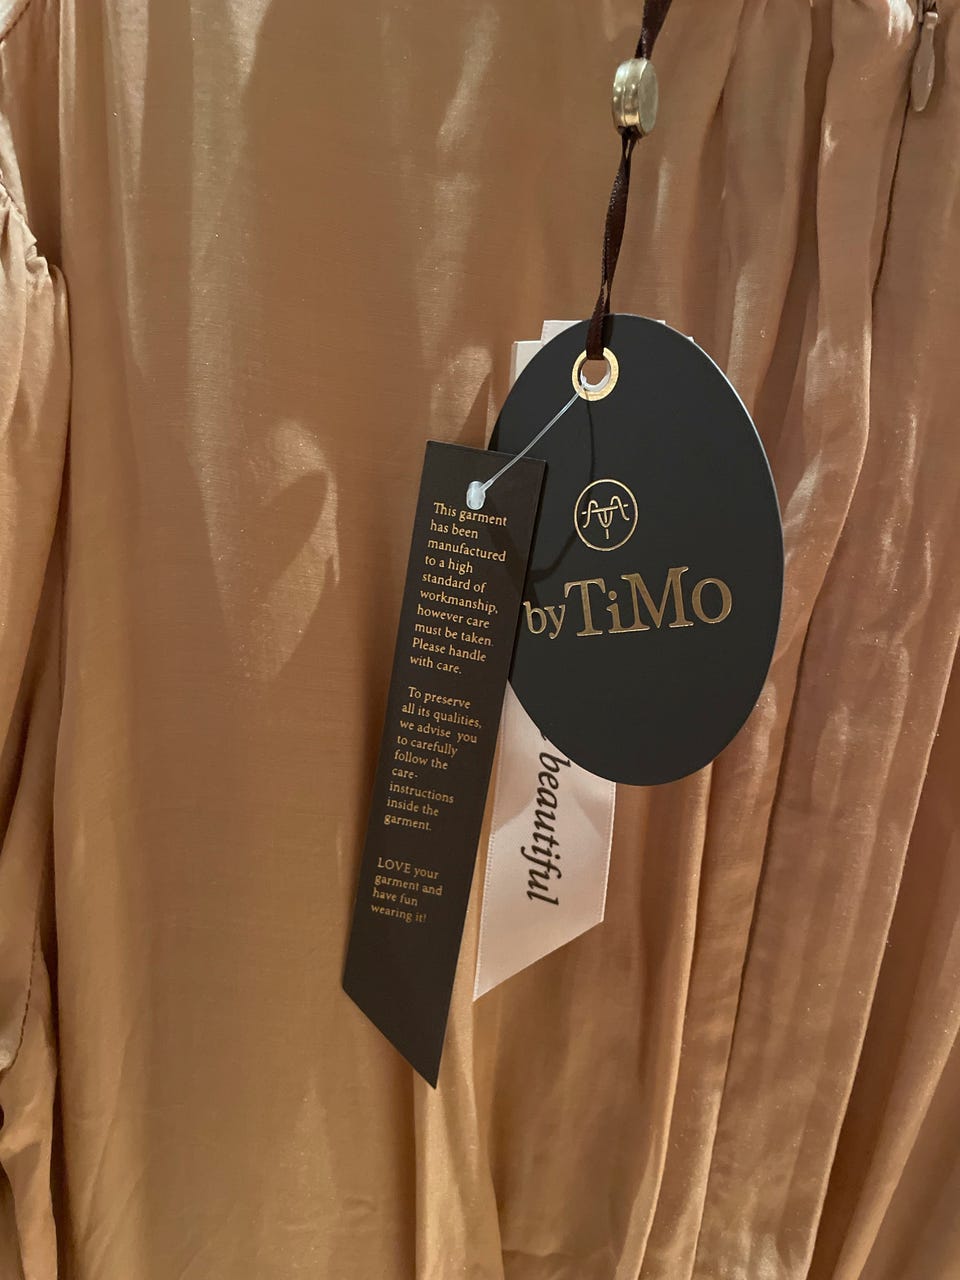 This garment
has been
manufactured
to a high
standard of
workmanship,
however care
must be taken.
Please handle
with care.
To preserve
all its qualities,
we advise you
to carefully
follow the
care-
instructions
inside the
garment.
LOVE your
garment and
have fun
wearing it!
byTiMo
beautiful